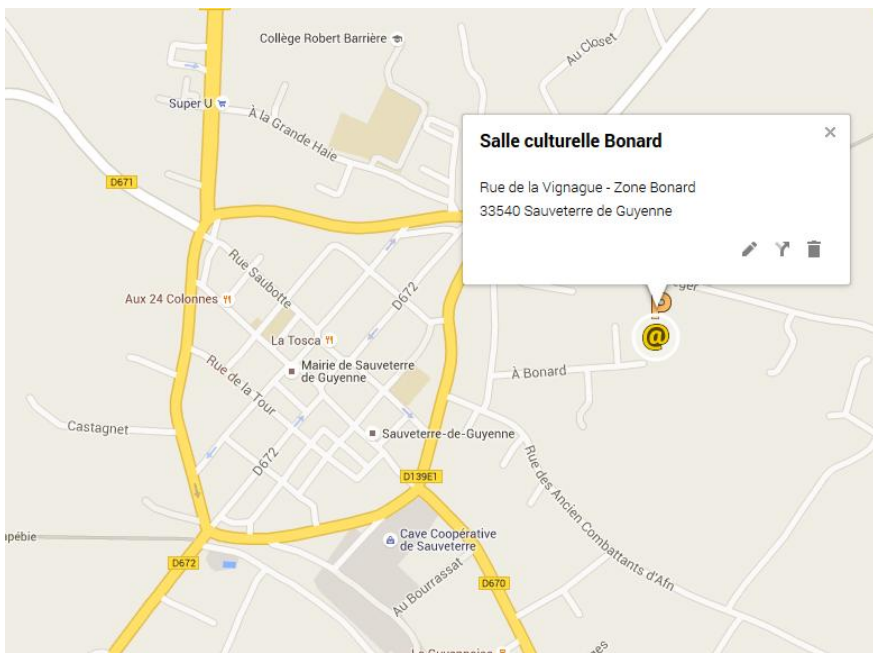 Collège Robert Barrière
Au Closet
Super U
À la Grande Haie
Salle culturelle Bonard
×
Rue de la Vignague - Zone Bonard
33540 Sauveterre de Guyenne
D671
Rue Saubotte
D672
Aux 24 Colonnes
La Tosca
@
Mairie de Sauveterre
de Guyenne
À Bonard
Rue de la Tour
Castagnet
Sauveterre-de-Guyenne
D672
D139E1
Rue des Ancien Combattants d'Afn
Cave Coopérative
de Sauveterre
D672
D670
Au Bourrassat